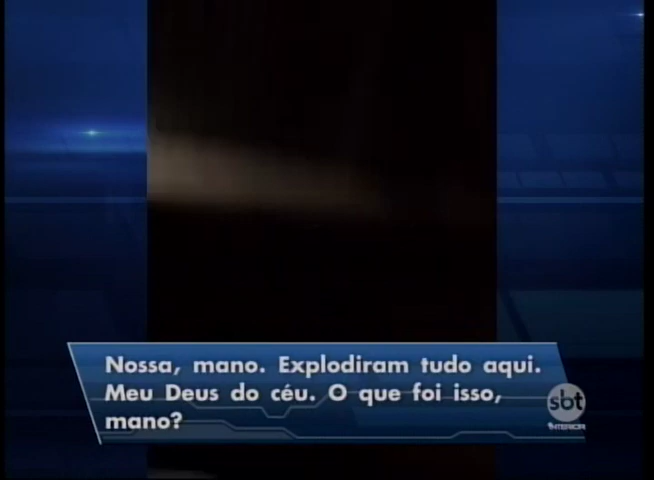 Nossa, mano. Explodiram tudo aqui.
Meu Deus do céu. O que foi isso,
mano?
sbt
INTERIOR